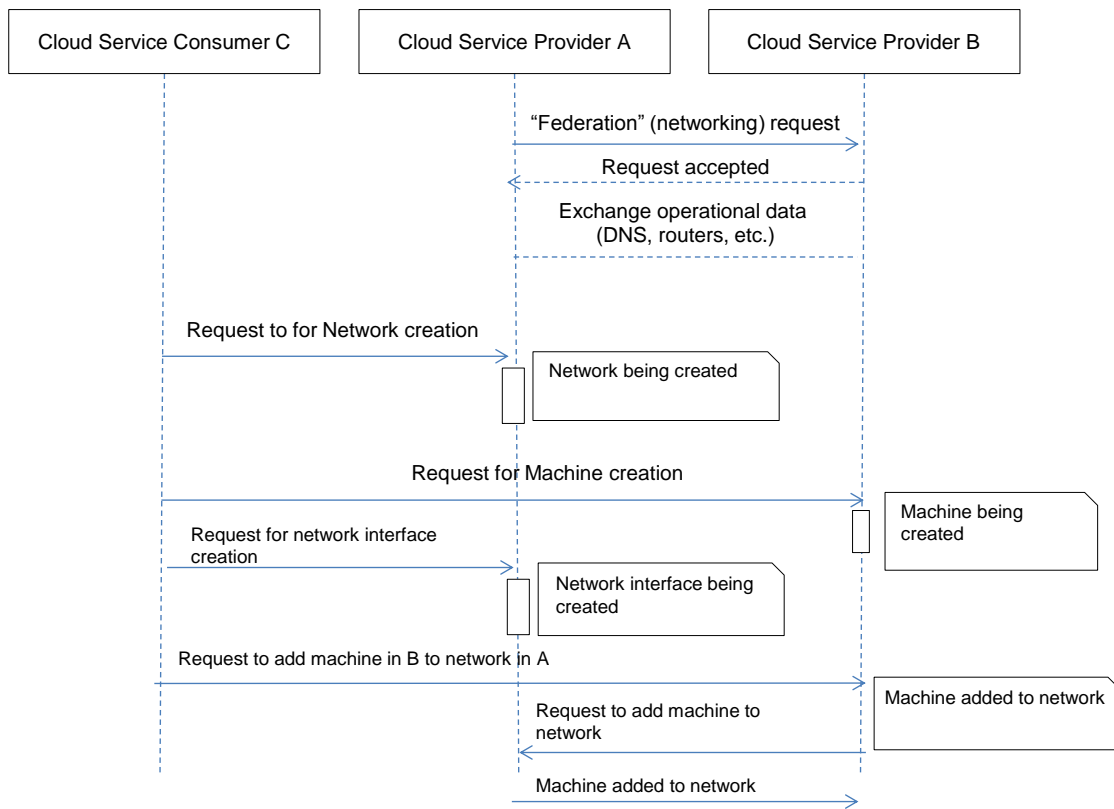 Cloud Service Consumer C
Cloud Service Provider A
Cloud Service Provider B
“Federation” (networking) request
Request accepted
Exchange operational data
(DNS, routers, etc.)
Request to for Network creation
Network being created
Request for Machine creation
Machine being
created
Request for network interface
creation
Network interface being
created
Request to add machine in B to network in A
Machine added to network
Request to add machine to
network
Machine added to network